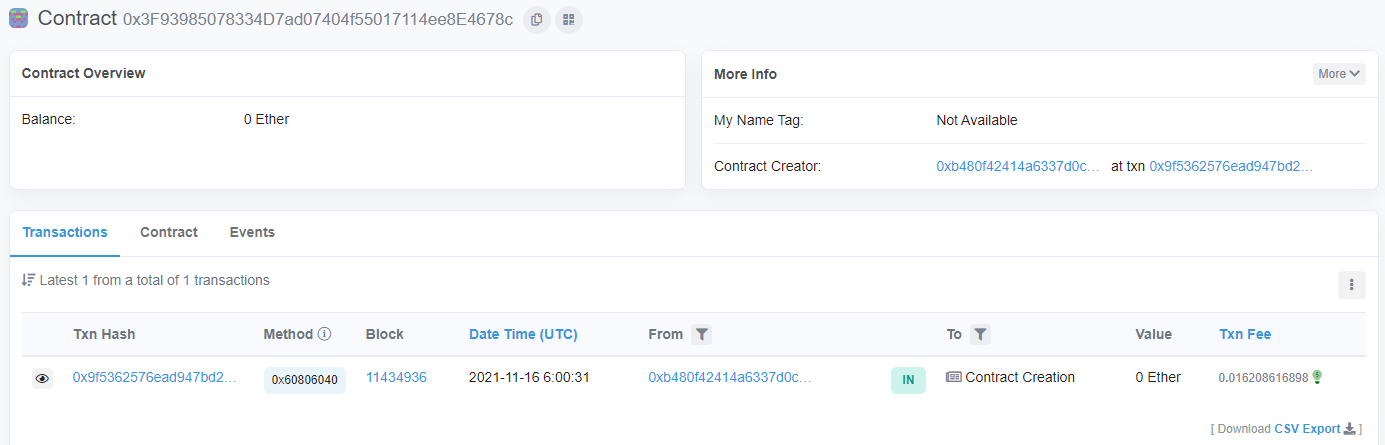 Contract 0x3F93985078334D7ad07404f55017114ee8E4678c
Contract Overview
Balance: 0 Ether
More Info More
My Name Tag: Not Available
Contract Creator: 0xb480f42414a6337d0c... at txn 0x9f5362576ead947bd2...
Transactions Contract Events
Latest 1 from a total of 1 transactions
Txn Hash Method Block Date Time (UTC) From To Value Txn Fee
0x9f5362576ead947bd2... 0x60806040 11434936 2021-11-16 6:00:31 0xb480f42414a6337d0c... IN Contract Creation 0 Ether 0.016208616898
[ Download CSV Export ]